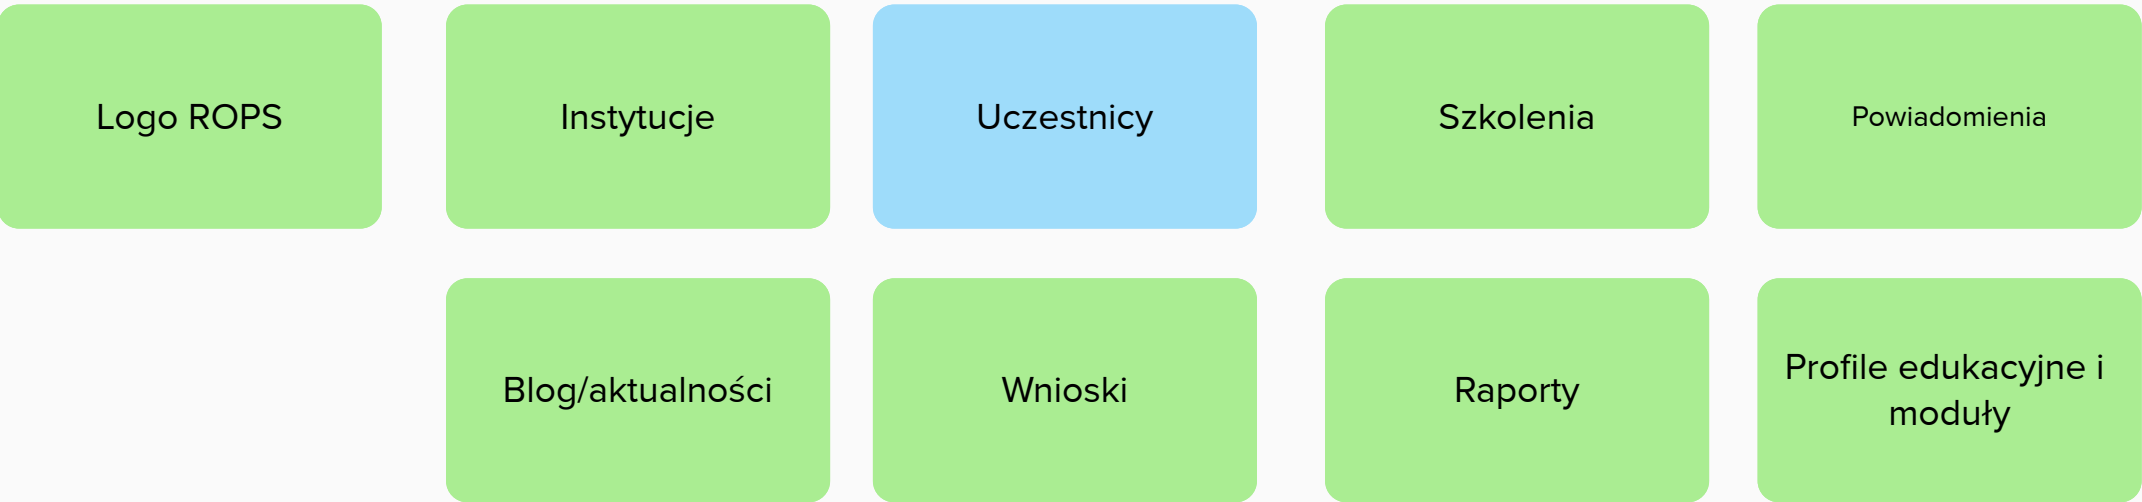 Logo ROPS
Instytucje
Uczestnicy
Szkolenia
Powiadomienia
Blog/aktualności
Wnioski
Raporty
Profile edukacyjne i
moduły